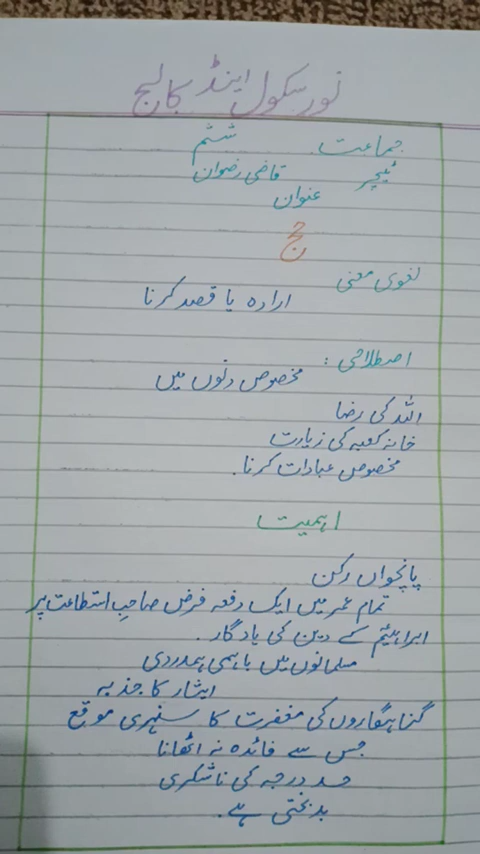 نور سکول اینڈ کالج
جماعت ششم
ٹیچر قاضی رضوان
عنوان
حج
لغوی معنی
ارادہ یا قصد کرنا
اصطلاحی :
مخصوص دنوں میں
اللہ کی رضا
خانہ کعبہ کی زیارت
مخصوص عبادات کرنا۔
اہمیت
پانچواں رکن
تمام عمر میں ایک دفعہ فرض صاحبِ استطاعت پر
ابراہیمؑ کے دین کی یادگار۔
مسلمانوں میں باہمی ہمدردی
ایثار کا جذبہ
گناہگاروں کی مغفرت کا سنہری موقع
جس سے فائدہ نہ اٹھانا
حد درجہ کی ناشکری
بدبختی ہے۔